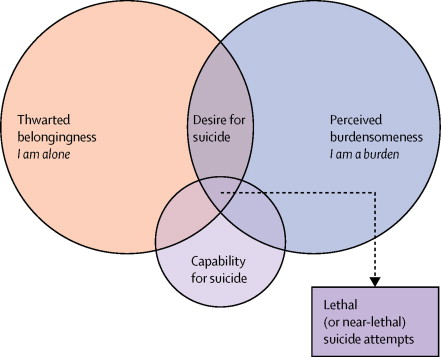 Thwarted
belongingness
I am alone
Desire for
suicide
Perceived
burdensomeness
I am a burden
Capability
for suicide
Lethal
(or near-lethal)
suicide attempts